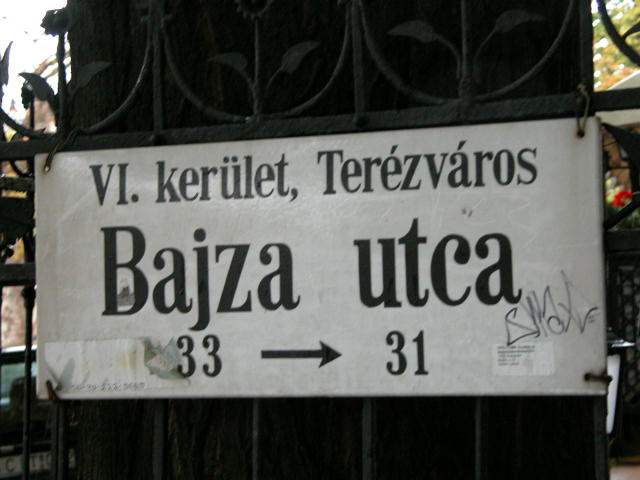 VI. kerület, Terézváros
Bajza utca
33 → 31